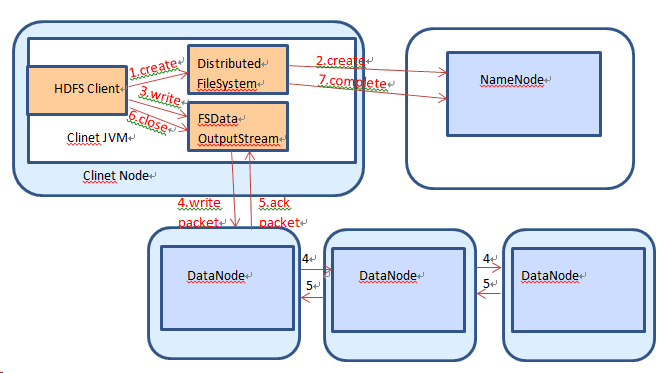 1.create
Distributed
FileSystem
2.create
7.complete
NameNode
HDFS Client
3.write
6.close
FSData
OutputStream
Clinet JVM
Clinet Node
4.write
packet
5.ack
packet
DataNode
4
5
DataNode
4
5
DataNode